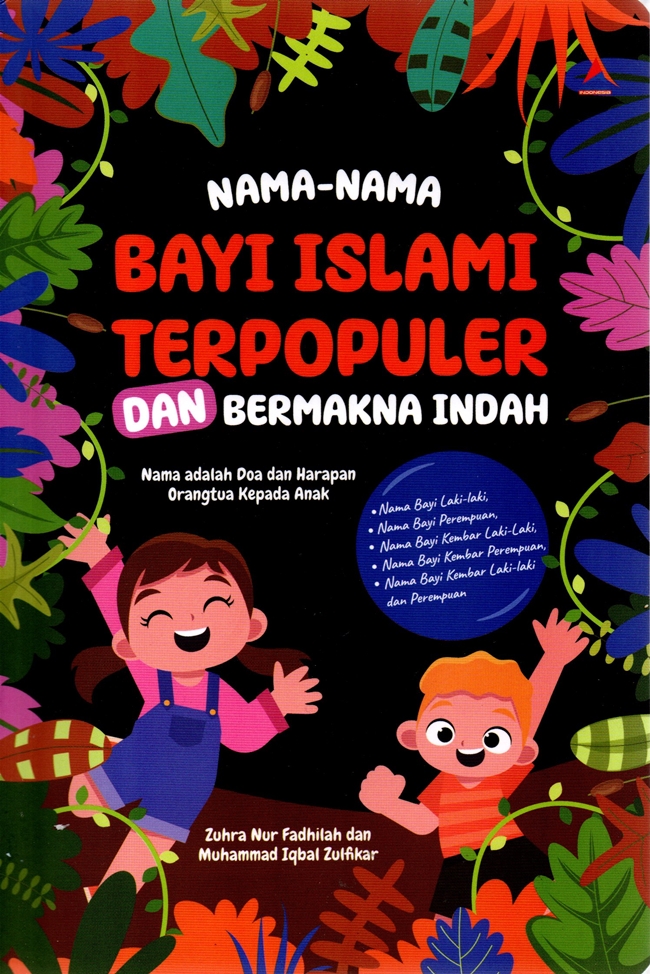 INDONESIA
NAMA-NAMA
BAYI ISLAMI
TERPOPULER
DAN BERMAKNA INDAH
Nama adalah Doa dan Harapan
Orangtua Kepada Anak
• Nama Bayi Laki-laki,
• Nama Bayi Perempuan,
• Nama Bayi Kembar Laki-Laki,
• Nama Bayi Kembar Perempuan,
• Nama Bayi Kembar Laki-laki
dan Perempuan
Zuhra Nur Fadhilah dan
Muhammad Iqbal Zulfikar